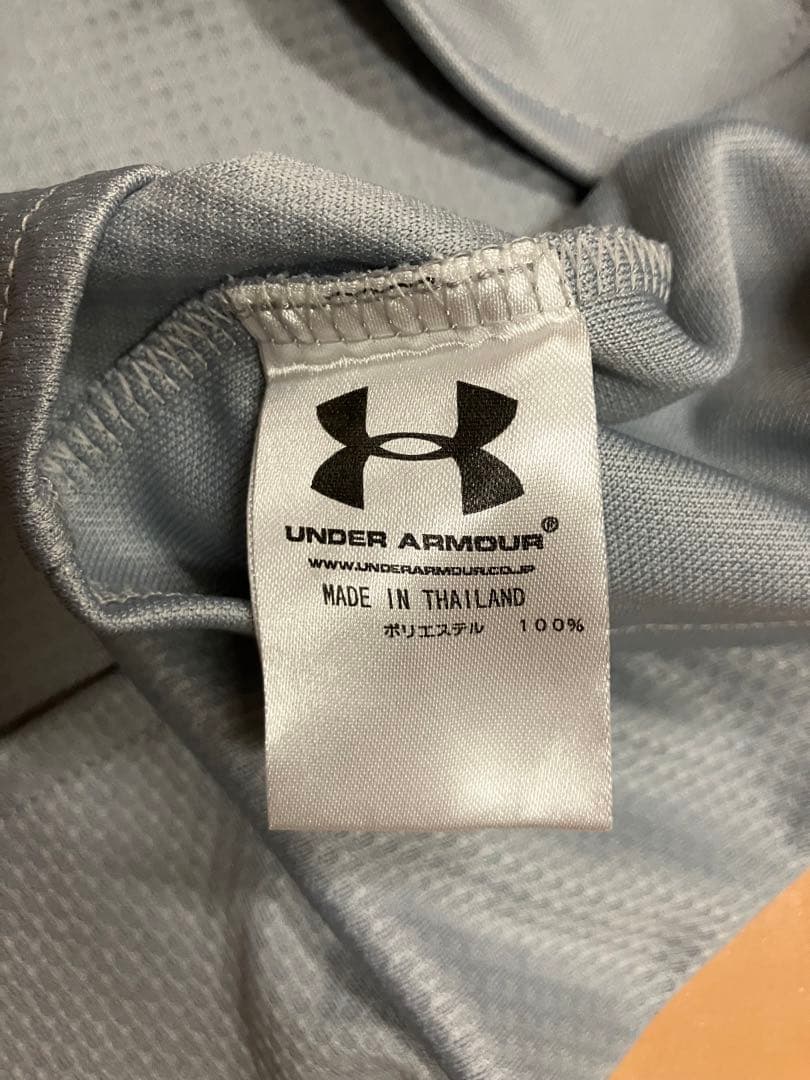 UNDER ARMOUR®
WWW.UNDERARMOUR.CO.JP
MADE IN THAILAND
ポリエステル 100%